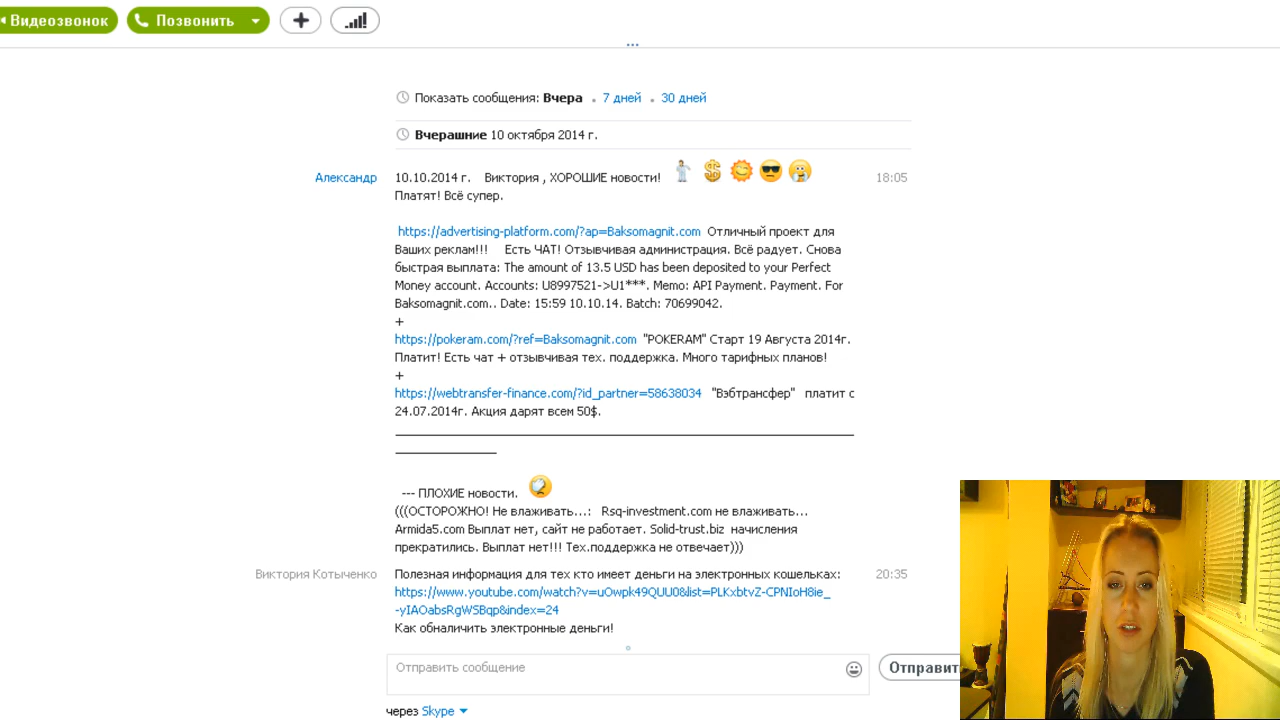 Видеозвонок
Позвонить
...
Показать сообщения: Вчера • 7 дней • 30 дней
Вчерашние 10 октября 2014 г.
Александр
10.10.2014 г. Виктория , ХОРОШИЕ новости!
18:05
Платят! Всё супер.
https://advertising-platform.com/?ap=Baksomagnit.com Отличный проект для
Ваших реклам!!! Есть ЧАТ! Отзывчивая администрация. Всё радует. Снова
быстрая выплата: The amount of 13.5 USD has been deposited to your Perfect
Money account. Accounts: U8997521->U1***. Memo: API Payment. Payment. For
Baksomagnit.com.. Date: 15:59 10.10.14. Batch: 70699042.
+
https://pokeram.com/?ref=Baksomagnit.com "POKERAM" Старт 19 Августа 2014г.
Платит! Есть чат + отзывчивая тех. поддержка. Много тарифных планов!
+
https://webtransfer-finance.com/?id_partner=58638034 "Вэбтрансфер" платит с
24.07.2014г. Акция дарят всем 50$.
--- ПЛОХИЕ новости.
(((ОСТОРОЖНО! Не влаживать...: Rsq-investment.com не влаживать...
Armida5.com Выплат нет, сайт не работает. Solid-trust.biz начисления
прекратились. Выплат нет!!! Тех.поддержка не отвечает)))
Виктория Котыченко
Полезная информация для тех кто имеет деньги на электронных кошельках:
20:35
https://www.youtube.com/watch?v=uOwpk49QUU0&list=PLKxbtvZ-CPNIoH8ie_
-yIAOabsRgWSBqp&index=24
Как обналичить электронные деньги!
Отправить сообщение
Отправит
через Skype